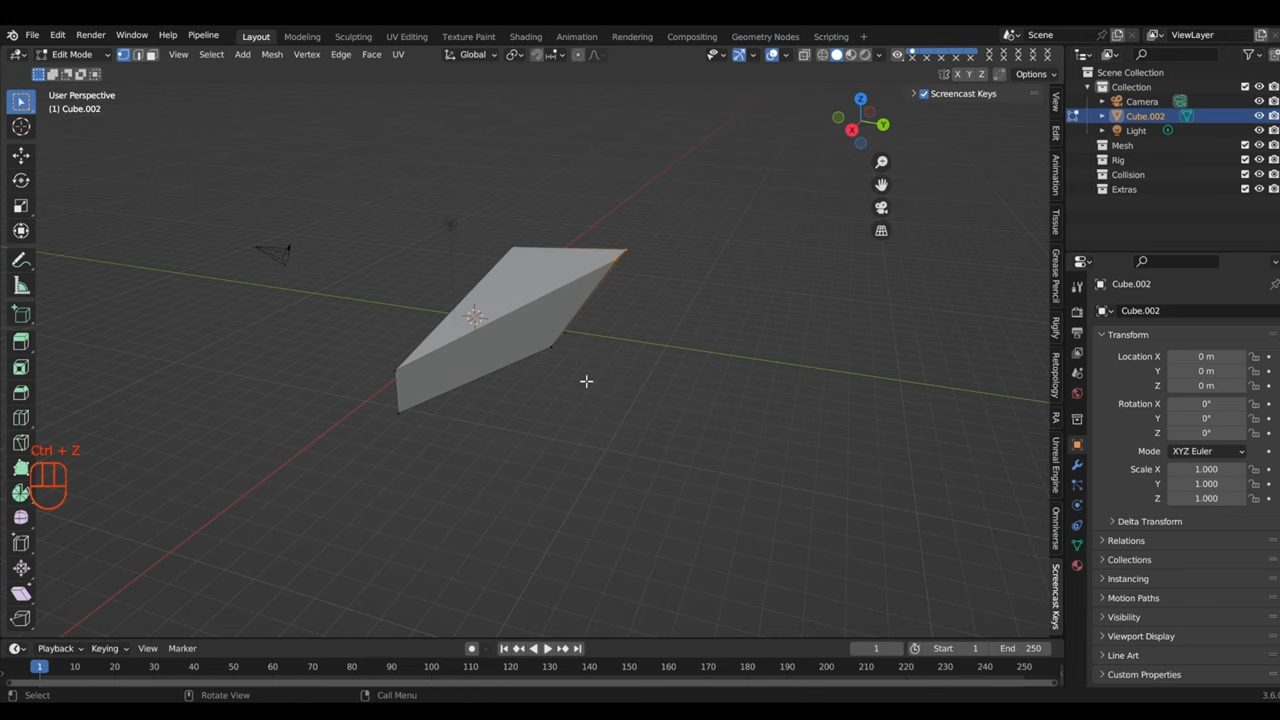 File Edit Render Window Help Pipeline Layout Modeling Sculpting UV Editing Texture Paint Shading Animation Rendering Compositing Geometry Nodes Scripting + Scene ViewLayer
Edit Mode View Select Add Mesh Vertex Edge Face UV Global
X Y Z Options
User Perspective
(1) Cube.002
Screencast Keys
Z
Y
X
Ctrl + Z
View
Edit
Animation
Tissue
Grease Pencil
Rigify
Retopology
RA
Unreal Engine
Omniverse
Screencast Keys
Scene Collection
Collection
Camera
Cube.002
Light
Mesh
Rig
Collision
Extras
Cube.002
Cube.002
Transform
Location X 0 m
Y 0 m
Z 0 m
Rotation X 0°
Y 0°
Z 0°
Mode XYZ Euler
Scale X 1.000
Y 1.000
Z 1.000
Delta Transform
Relations
Collections
Instancing
Motion Paths
Visibility
Viewport Display
Line Art
Custom Properties
Playback Keying View Marker 1 Start 1 End 250
1 10 20 30 40 50 60 70 80 90 100 110 120 130 140 150 160 170 180 190 200 210 220 230 240 250
Select Rotate View Call Menu 3.6.